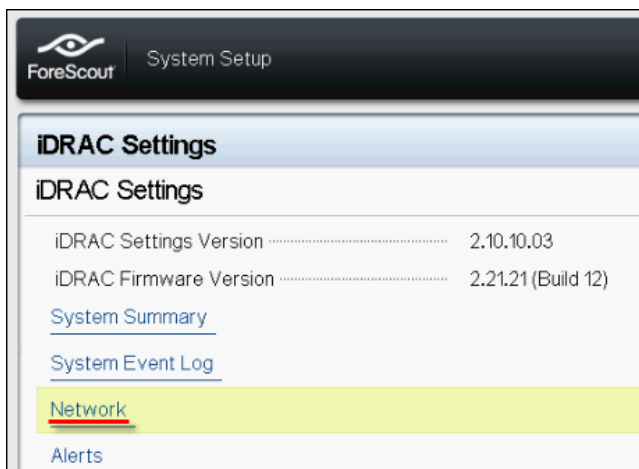 ForeScout
System Setup
iDRAC Settings
iDRAC Settings
iDRAC Settings Version 2.10.10.03
iDRAC Firmware Version 2.21.21 (Build 12)
System Summary
System Event Log
Network
Alerts